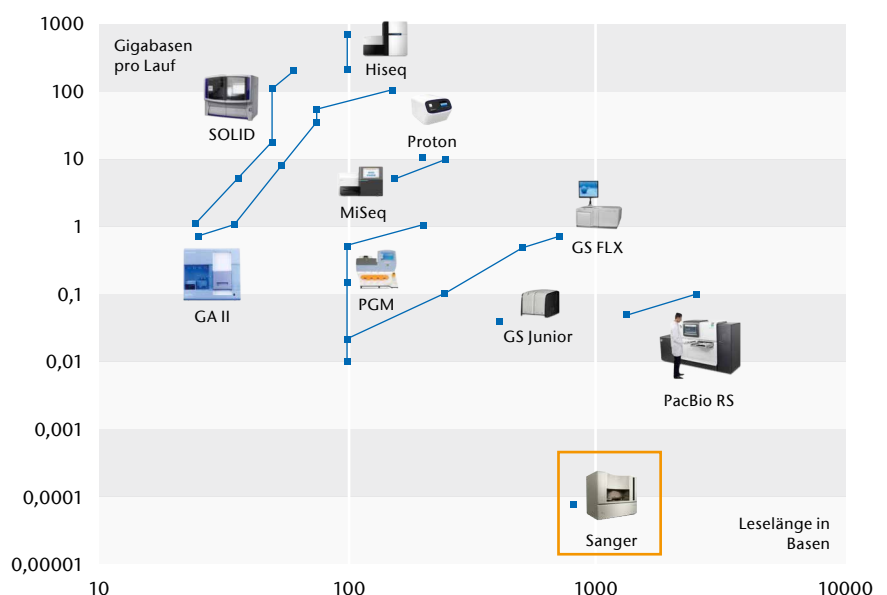 1000
Gigabasen
pro Lauf
Hiseq
100
SOLID
Proton
10
MiSeq
1
GS FLX
GA II
PGM
0,1
GS Junior
0,01
PacBio RS
0,001
0,0001
Leselänge in
Basen
Sanger
0,00001
10
100
1000
10000